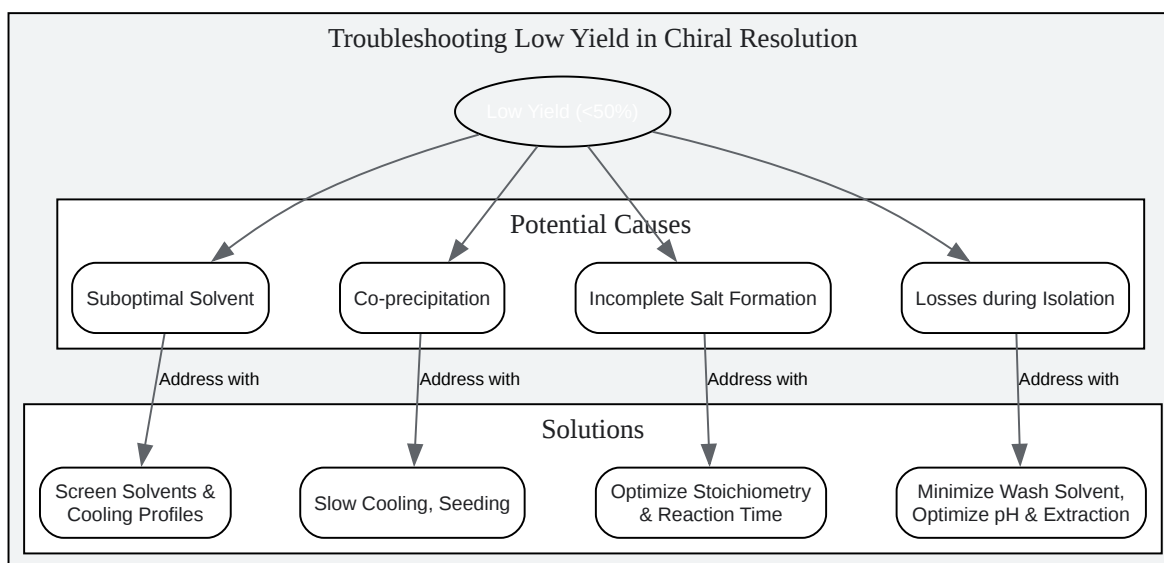 Troubleshooting Low Yield in Chiral Resolution
Low Yield (<50%)
Potential Causes
Suboptimal Solvent
Co-precipitation
Incomplete Salt Formation
Losses during Isolation
Address with
Address with
Address with
Address with
Solutions
Screen Solvents &
Cooling Profiles
Slow Cooling, Seeding
Optimize Stoichiometry
& Reaction Time
Minimize Wash Solvent,
Optimize pH & Extraction